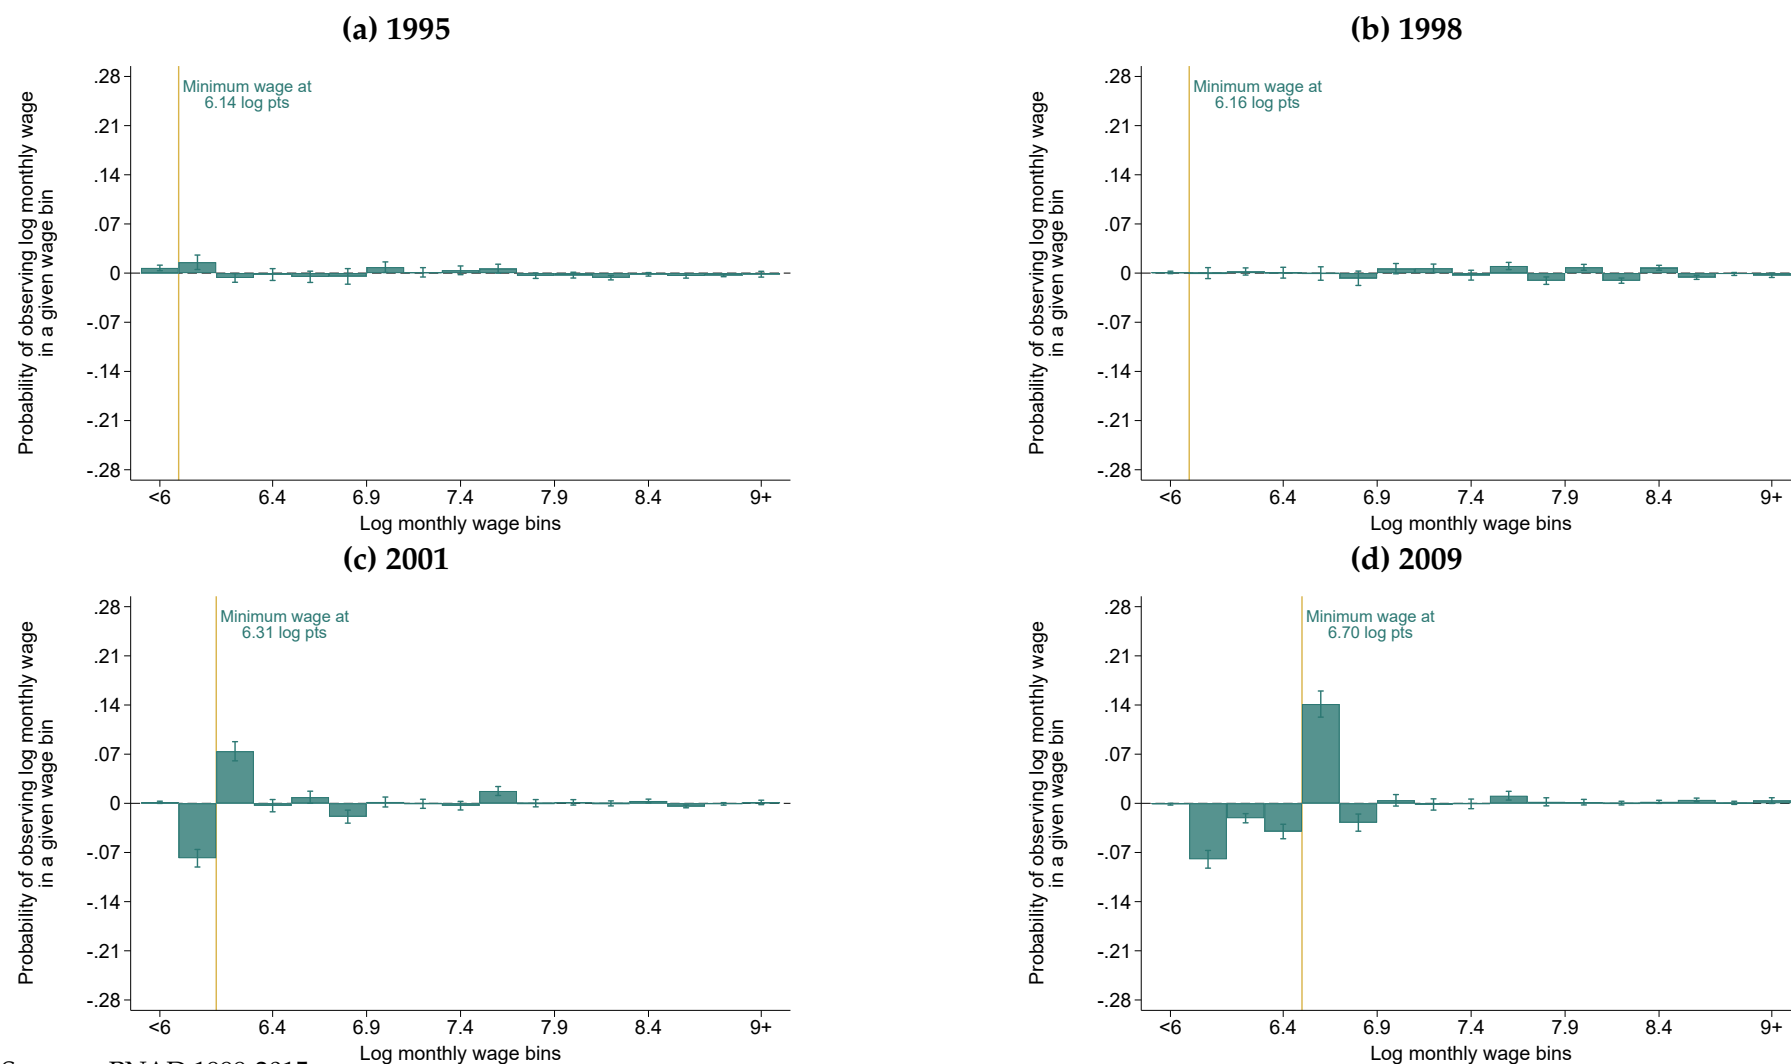 (a) 1995
Probability of observing log monthly wage
in a given wage bin
.28
.21
.14
.07
0
-.07
-.14
-.21
-.28
Minimum wage at
6.14 log pts
<6 6.4 6.9 7.4 7.9 8.4 9+
Log monthly wage bins
(b) 1998
Probability of observing log monthly wage
in a given wage bin
.28
.21
.14
.07
0
-.07
-.14
-.21
-.28
Minimum wage at
6.16 log pts
<6 6.4 6.9 7.4 7.9 8.4 9+
Log monthly wage bins
(c) 2001
Probability of observing log monthly wage
in a given wage bin
.28
.21
.14
.07
0
-.07
-.14
-.21
-.28
Minimum wage at
6.31 log pts
<6 6.4 6.9 7.4 7.9 8.4 9+
Log monthly wage bins
(d) 2009
Probability of observing log monthly wage
in a given wage bin
.28
.21
.14
.07
0
-.07
-.14
-.21
-.28
Minimum wage at
6.70 log pts
<6 6.4 6.9 7.4 7.9 8.4 9+
Log monthly wage bins